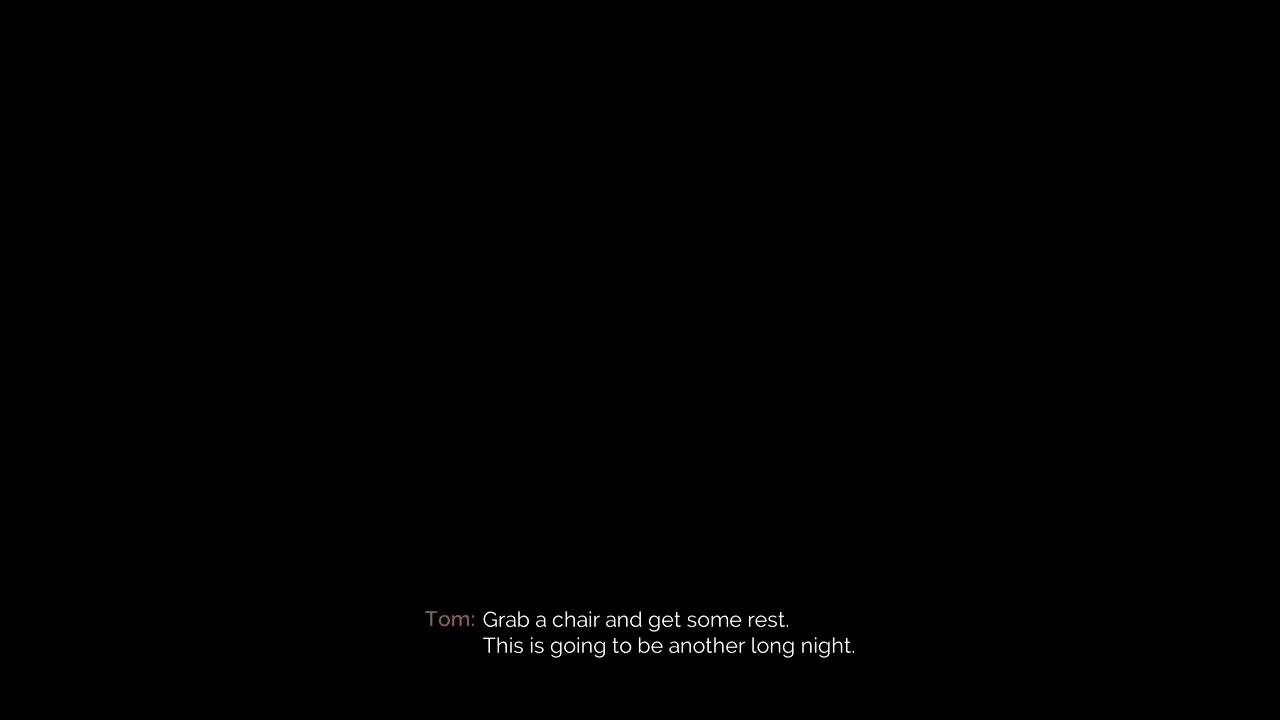 Tom: Grab a chair and get some rest.
This is going to be another long night.